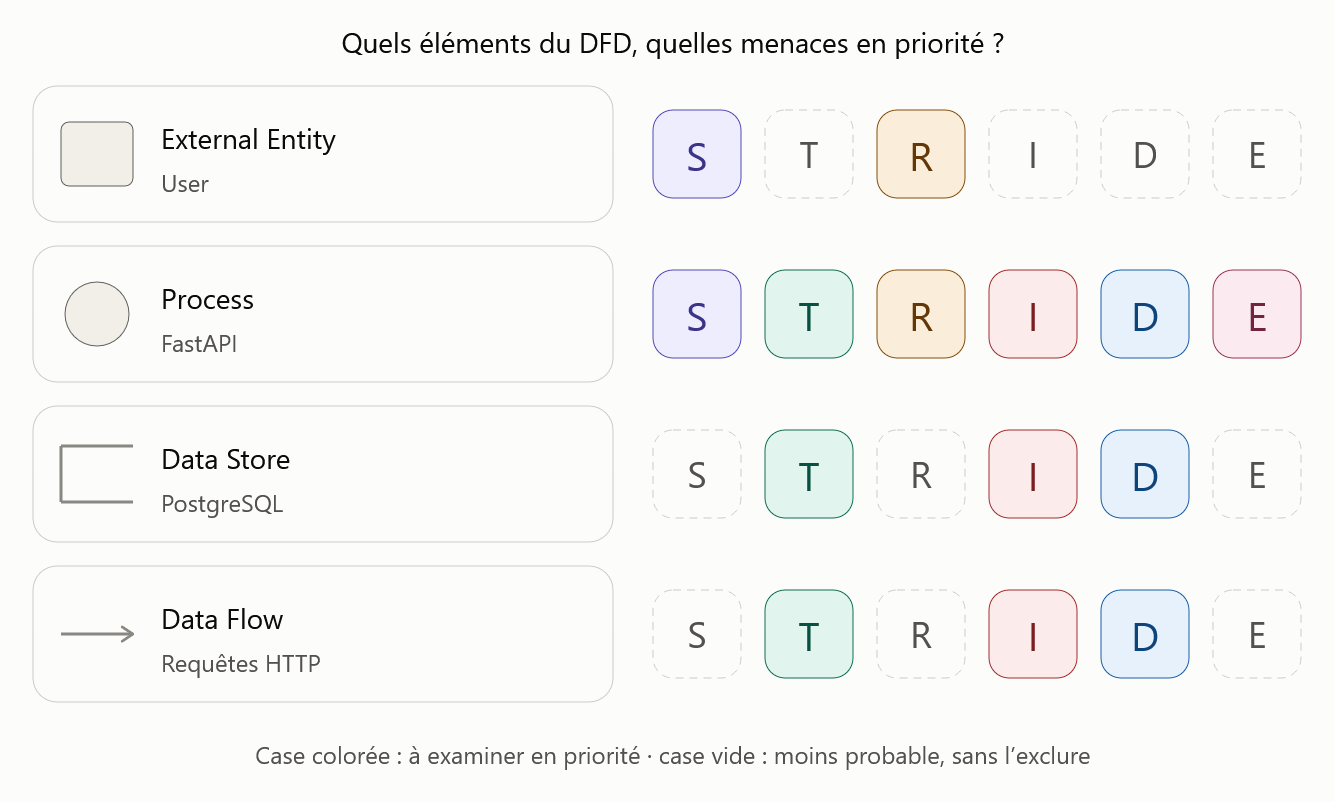 Quels éléments du DFD, quelles menaces en priorité ?
External Entity
User
S T R I D E
Process
FastAPI
S T R I D E
Data Store
PostgreSQL
S T R I D E
Data Flow
Requêtes HTTP
S T R I D E
Case colorée : à examiner en priorité · case vide : moins probable, sans l’exclure